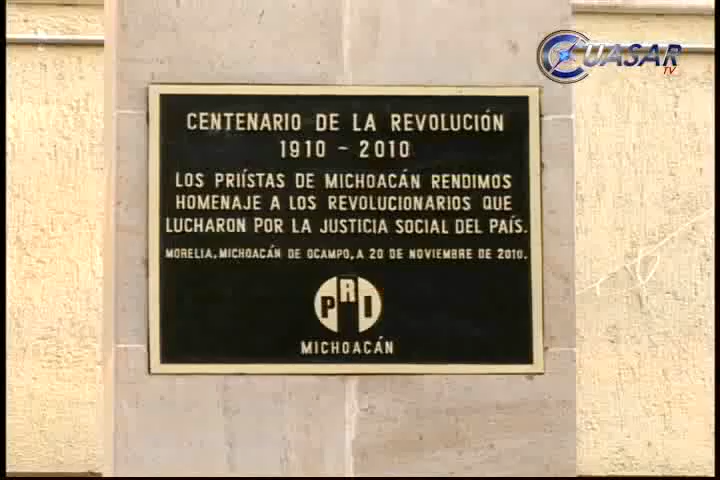 CUASAR
TV
CENTENARIO DE LA REVOLUCIÓN
1910 - 2010
LOS PRIÍSTAS DE MICHOACÁN RENDIMOS
HOMENAJE A LOS REVOLUCIONARIOS QUE
LUCHARON POR LA JUSTICIA SOCIAL DEL PAÍS.
MORELIA, MICHOACÁN DE OCAMPO, A 20 DE NOVIEMBRE DE 2010.
PRI
MICHOACÁN